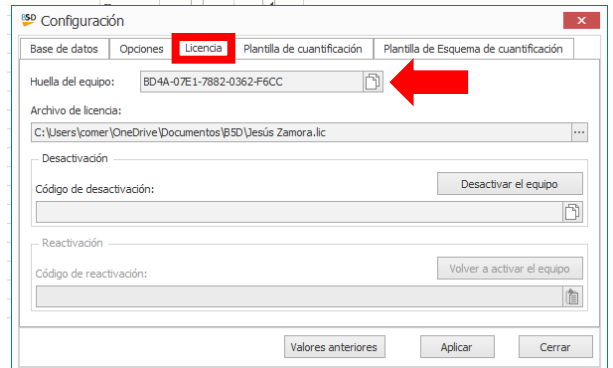 BSD Configuración
Base de datos Opciones Licencia Plantilla de cuantificación Plantilla de Esquema de cuantificación
Huella del equipo: BD4A-07E1-7882-0362-F6CC
Archivo de licencia:
C:\Users\comer\OneDrive\Documentos\BSD\Jesús Zamora.lic ...
Desactivación
Código de desactivación: Desactivar el equipo
Reactivación
Código de reactivación: Volver a activar el equipo
Valores anteriores Aplicar Cerrar